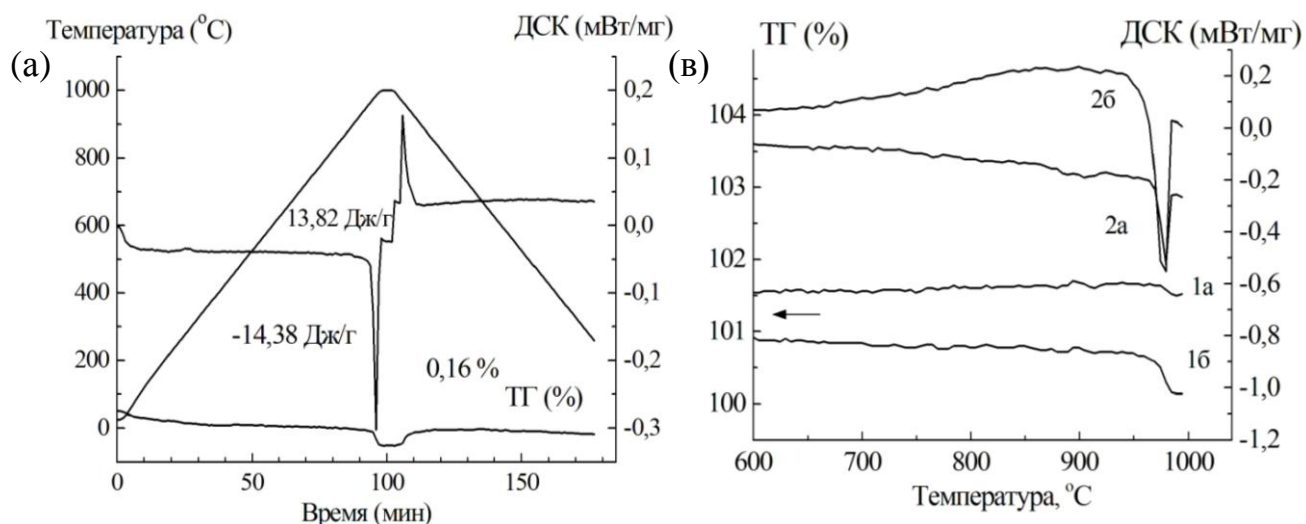 (а)
Температура (°С)
ДСК (мВт/мг)
1000
800
600
400
200
0
0,2
0,1
0,0
-0,1
-0,2
-0,3
13,82 Дж/г
-14,38 Дж/г
0,16 %
ТГ (%)
0
50
100
150
Время (мин)
(в)
ТГ (%)
ДСК (мВт/мг)
104
103
102
101
100
0,2
0,0
-0,2
-0,4
-0,6
-0,8
-1,0
-1,2
2б
2а
1а
1б
600
700
800
900
1000
Температура, °С